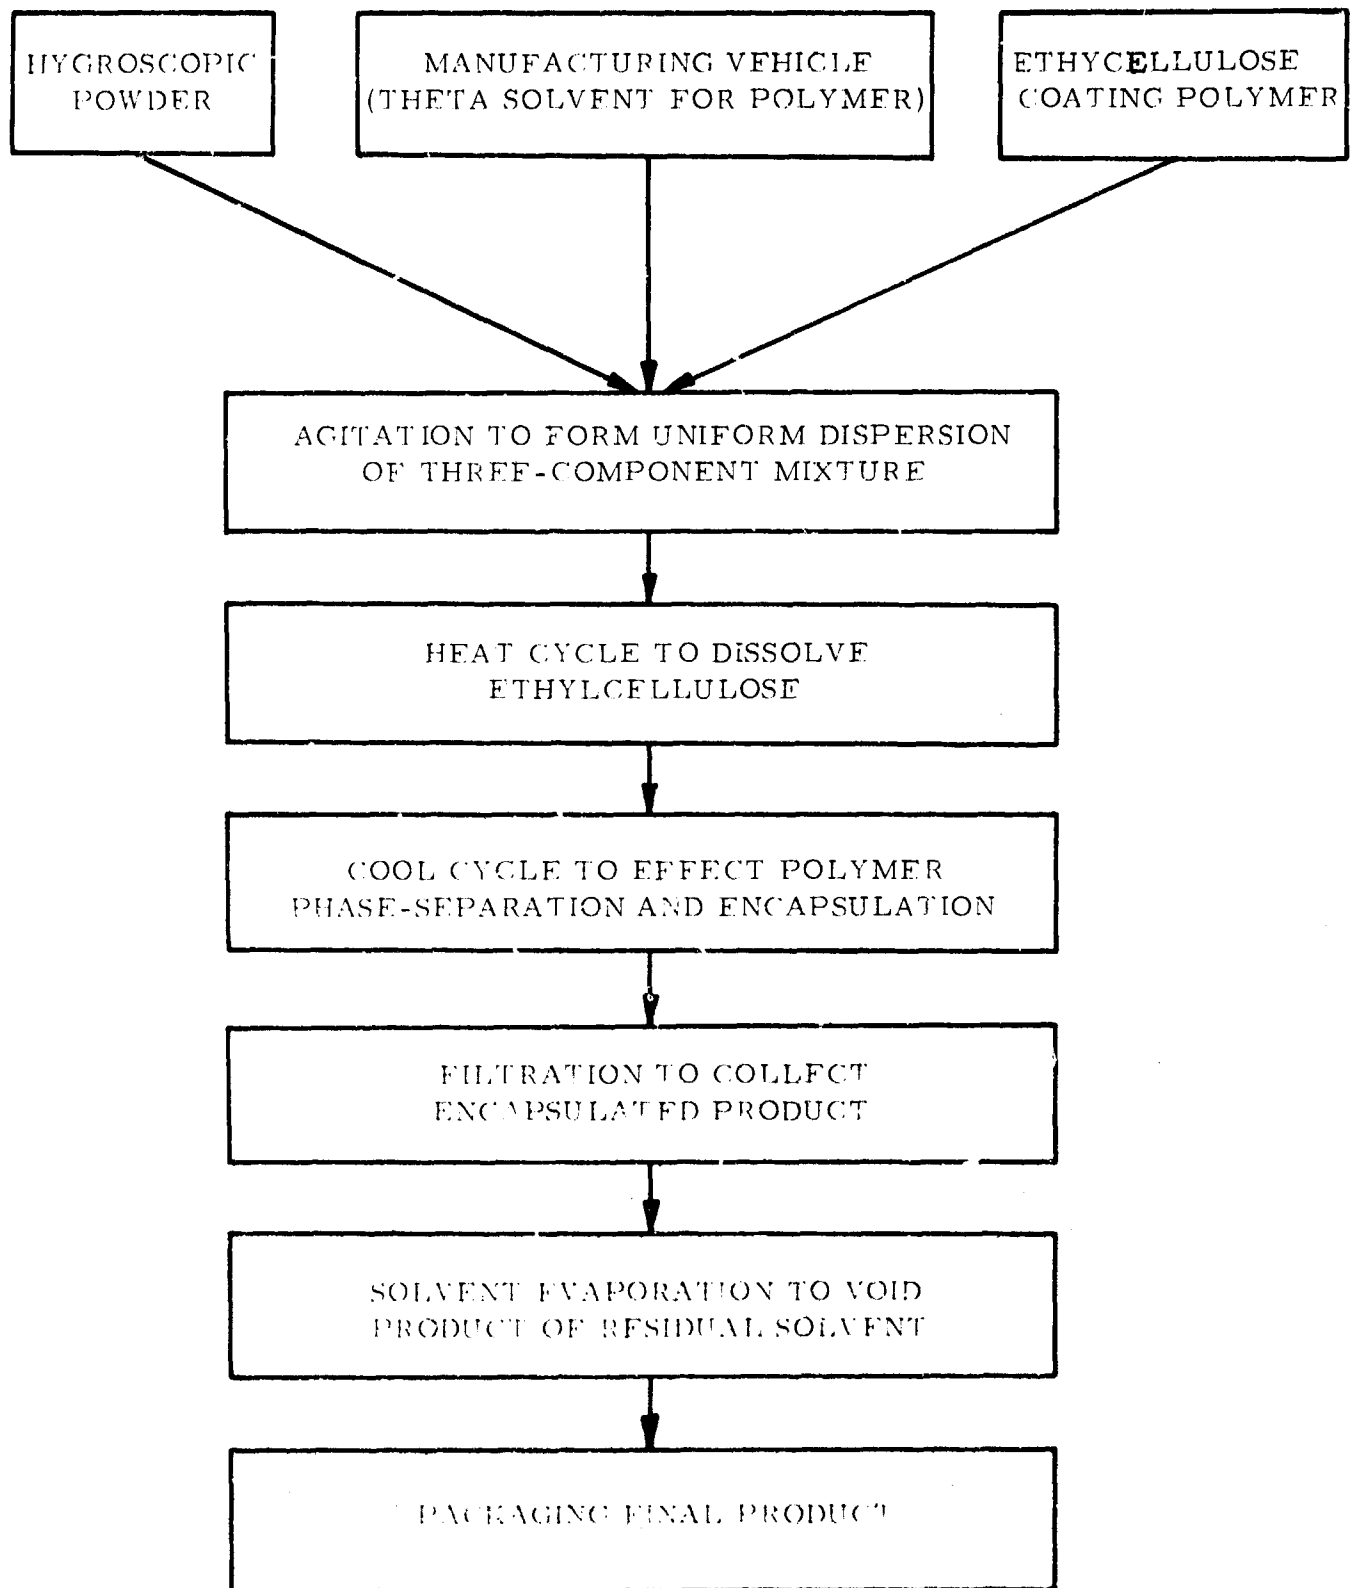 HYGROSCOPIC
POWDER
MANUFACTURING VEHICLE
(THETA SOLVENT FOR POLYMER)
ETHYCELLULOSE
COATING POLYMER
AGITATION TO FORM UNIFORM DISPERSION
OF THREE-COMPONENT MIXTURE
HEAT CYCLE TO DISSOLVE
ETHYLCELLULOSE
COOL CYCLE TO EFFECT POLYMER
PHASE-SEPARATION AND ENCAPSULATION
FILTRATION TO COLLECT
ENCAPSULATED PRODUCT
SOLVENT EVAPORATION TO VOID
PRODUCT OF RESIDUAL SOLVENT
PACKAGING FINAL PRODUCT